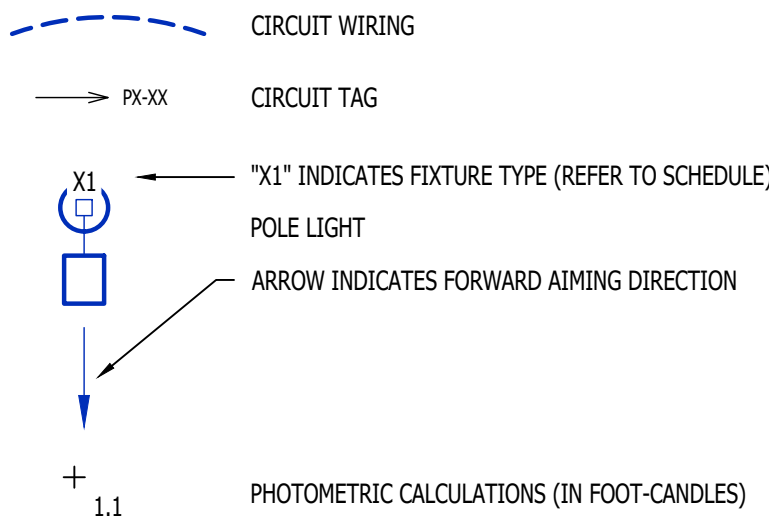 CIRCUIT WIRING
PX-XX CIRCUIT TAG
X1 "X1" INDICATES FIXTURE TYPE (REFER TO SCHEDULE)
POLE LIGHT
ARROW INDICATES FORWARD AIMING DIRECTION
1.1 PHOTOMETRIC CALCULATIONS (IN FOOT-CANDLES)